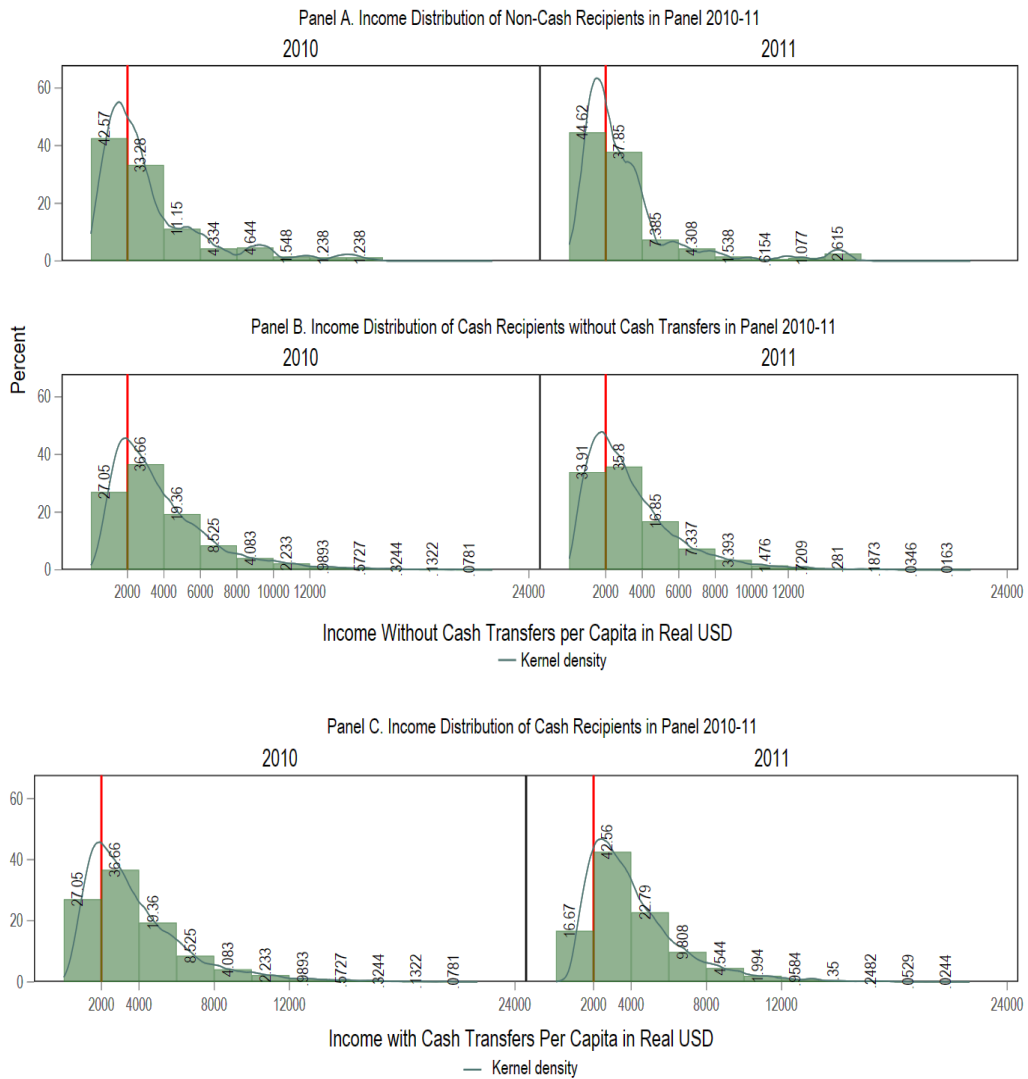 Panel A. Income Distribution of Non-Cash Recipients in Panel 2010-11
2010 2011
60
40
20
0
42.57 33.28 11.15 4.334 4.644 1.548 1.238 1.238
44.62 37.85 7.385 4.308 1.538 .6154 1.077 2.615
Percent
Panel B. Income Distribution of Cash Recipients without Cash Transfers in Panel 2010-11
2010 2011
60
40
20
0
27.05 36.66 19.36 8.525 4.083 2.233 .9893 .5727 .3244 .1322 .0781
33.91 35.8 16.85 7.337 3.393 1.476 .7209 .281 .1873 .0346 .0163
2000 4000 6000 8000 10000 12000 24000 2000 4000 6000 8000 10000 12000 24000
Income Without Cash Transfers per Capita in Real USD
Kernel density
Panel C. Income Distribution of Cash Recipients in Panel 2010-11
2010 2011
60
40
20
0
27.05 36.66 19.36 8.525 4.083 2.233 .9893 .5727 .3244 .1322 .0781
16.67 42.56 22.79 9.808 4.544 1.994 .9584 .35 .2482 .0529 .0244
2000 4000 8000 12000 24000 2000 4000 8000 12000 24000
Income with Cash Transfers Per Capita in Real USD
Kernel density